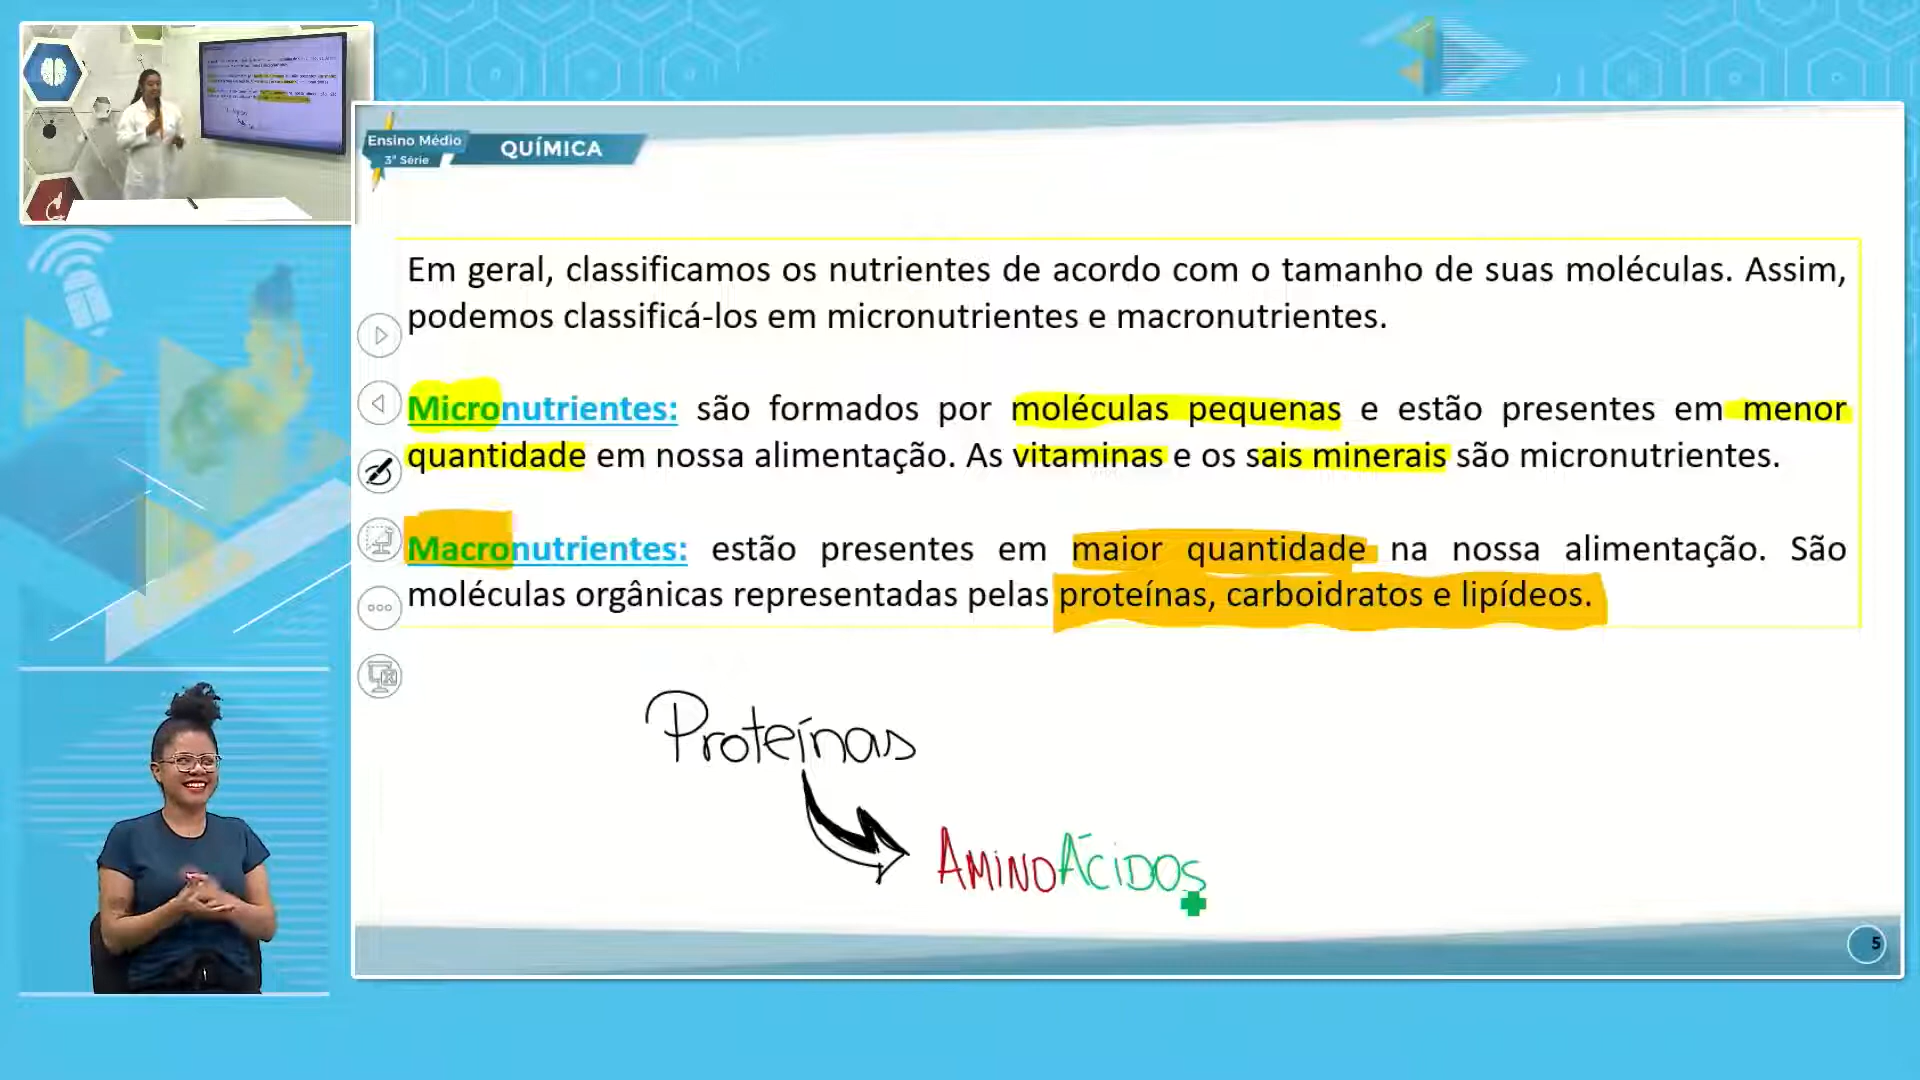 Ensino Médio
3ª Série
QUÍMICA
Em geral, classificamos os nutrientes de acordo com o tamanho de suas moléculas. Assim,
podemos classificá-los em micronutrientes e macronutrientes.
Micronutrientes: são formados por moléculas pequenas e estão presentes em menor
quantidade em nossa alimentação. As vitaminas e os sais minerais são micronutrientes.
Macronutrientes: estão presentes em maior quantidade na nossa alimentação. São
moléculas orgânicas representadas pelas proteínas, carboidratos e lipídeos.
Proteínas
AMINOÁCIDOS
5